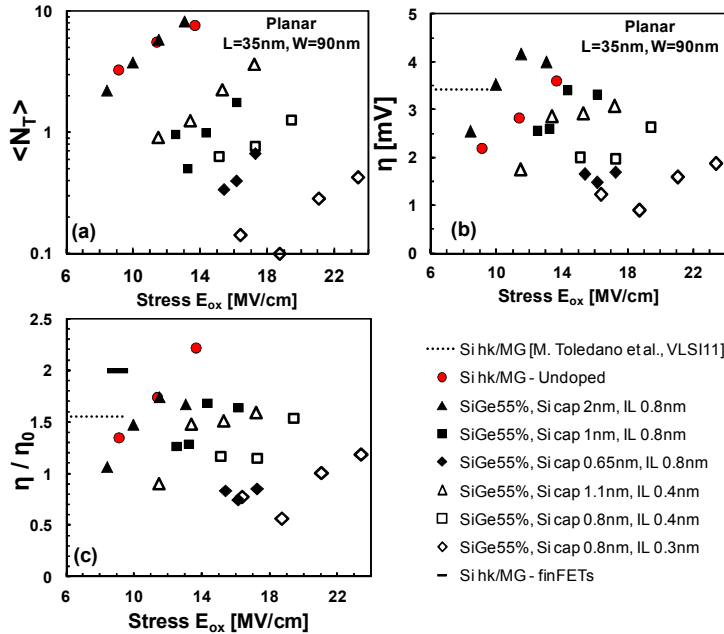 10
1
0.1
<N_T>
Planar
L=35nm, W=90nm
(a)
6 10 14 18 22
Stress E_ox [MV/cm]
5
4
3
2
1
0
η [mV]
Planar
L=35nm, W=90nm
(b)
6 10 14 18 22
Stress E_ox [MV/cm]
2.5
2
1.5
1
0.5
0
η / η_0
(c)
6 10 14 18 22
Stress E_ox [MV/cm]
Si hk/MG [M. Toledano et al., VLSI11]
Si hk/MG - Undoped
SiGe55%, Si cap 2nm, IL 0.8nm
SiGe55%, Si cap 1nm, IL 0.8nm
SiGe55%, Si cap 0.65nm, IL 0.8nm
SiGe55%, Si cap 1.1nm, IL 0.4nm
SiGe55%, Si cap 0.8nm, IL 0.4nm
SiGe55%, Si cap 0.8nm, IL 0.3nm
Si hk/MG - finFETs